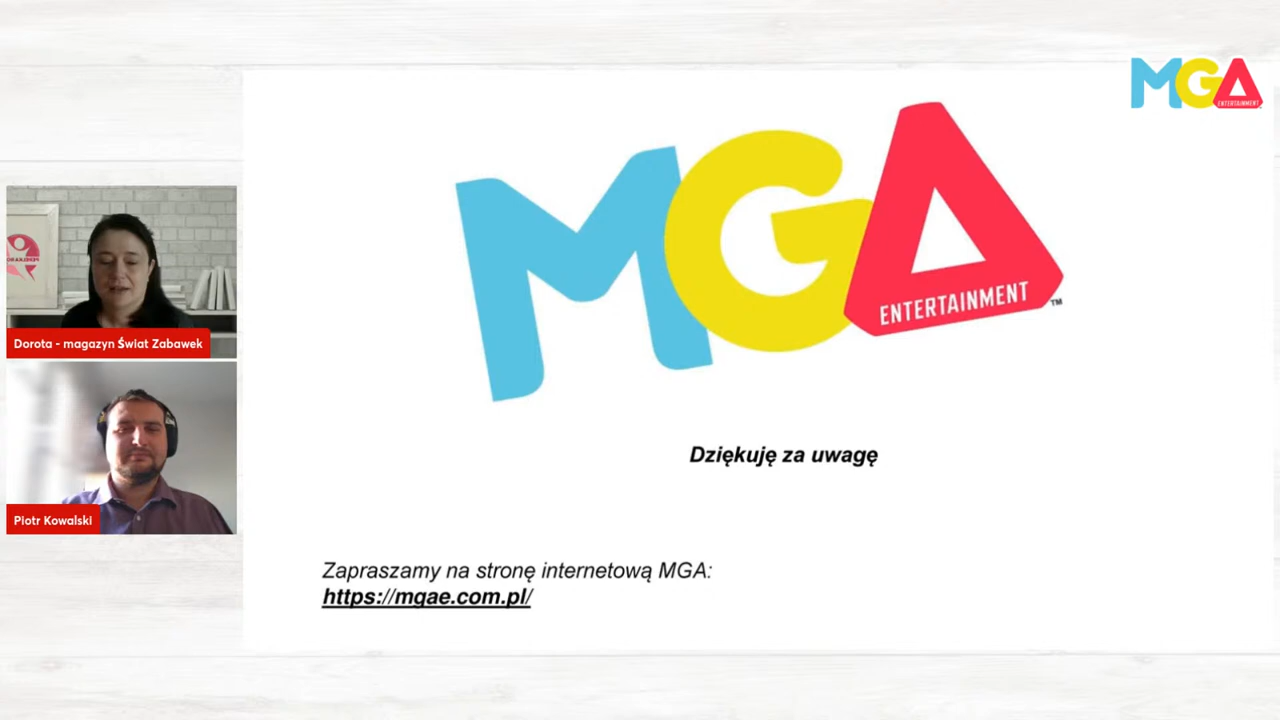 MGA
ENTERTAINMENT
MGA
ENTERTAINMENT™
Dorota - magazyn Świat Zabawek
Piotr Kowalski
Dziękuję za uwagę
Zapraszamy na stronę internetową MGA:
https://mgae.com.pl/